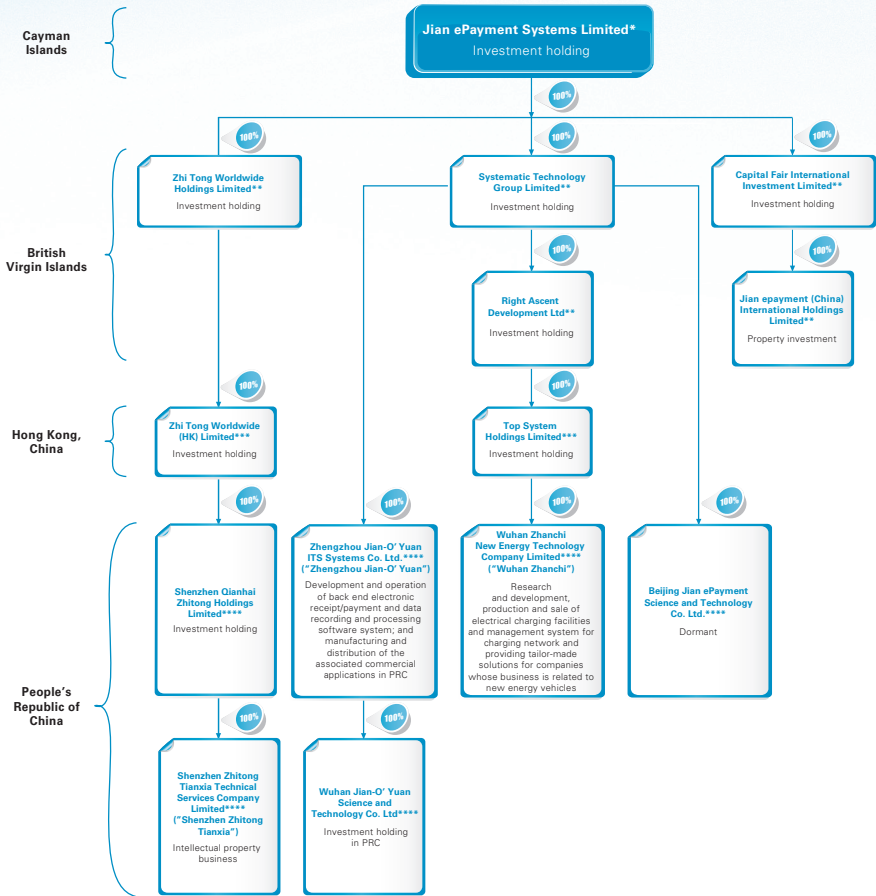 Cayman
Islands
Jian ePayment Systems Limited*
Investment holding
100%
100%
100%
100%
British
Virgin Islands
Zhi Tong Worldwide
Holdings Limited**
Investment holding
Systematic Technology
Group Limited**
Investment holding
Capital Fair International
Investment Limited**
Investment holding
100%
100%
Right Ascent
Development Ltd**
Investment holding
Jian epayment (China)
International Holdings
Limited**
Property investment
100%
100%
Hong Kong,
China
Zhi Tong Worldwide
(HK) Limited***
Investment holding
Top System
Holdings Limited***
Investment holding
100%
100%
100%
100%
People's
Republic of
China
Shenzhen Qianhai
Zhitong Holdings
Limited****
Investment holding
Zhengzhou Jian-O' Yuan
ITS Systems Co. Ltd.****
("Zhengzhou Jian-O' Yuan")
Development and operation
of back end electronic
receipt/payment and data
recording and processing
software system; and
manufacturing and
distribution of the
associated commercial
applications in PRC
Wuhan Zhanchi
New Energy Technology
Company Limited****
("Wuhan Zhanchi")
Research
and development,
production and sale of
electrical charging facilities
and management system for
charging network and
providing tailor-made
solutions for companies
whose business is related to
new energy vehicles
Beijing Jian ePayment
Science and Technology
Co. Ltd.****
Dormant
100%
100%
Shenzhen Zhitong
Tianxia Technical
Services Company
Limited****
("Shenzhen Zhitong
Tianxia")
Intellectual property
business
Wuhan Jian-O' Yuan
Science and
Technology Co. Ltd****
Investment holding
in PRC